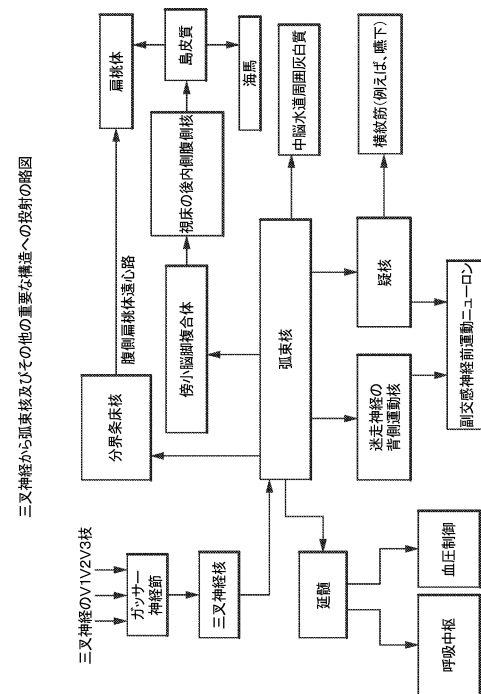 三叉神経から弧束核及びその他の重要な構造への投射の略図
三叉神経のV1V2V3枝
ガッサー
神経節
三叉神経核
分界条床核
腹側扁桃体遠心路
扁桃体
傍小脳脚複合体
視床の後内側腹側核
島皮質
海馬
弧束核
中脳水道周囲灰白質
延髄
呼吸中枢
血圧制御
迷走神経の
背側運動核
疑核
横紋筋(例えば、嚥下)
副交感神経前運動ニューロン